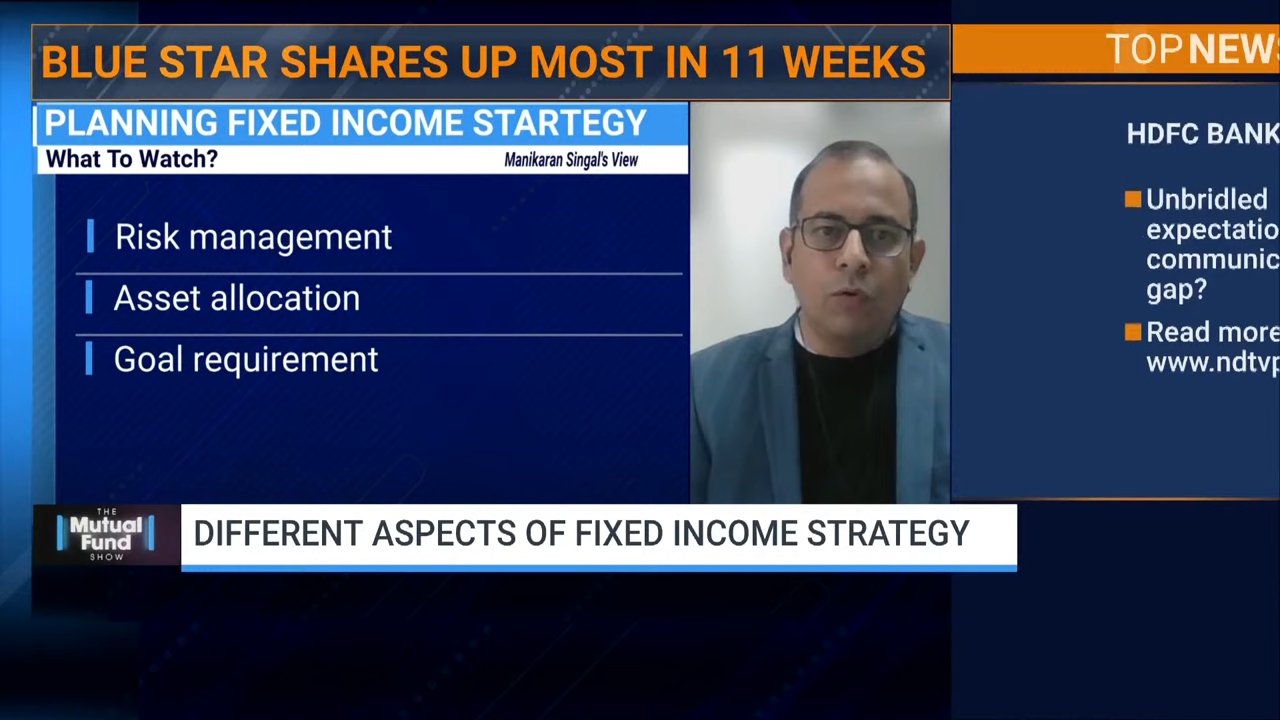 BLUE STAR SHARES UP MOST IN 11 WEEKS
TOP NEWS
PLANNING FIXED INCOME STARTEGY
What To Watch?
Manikaran Singal's View
Risk management
Asset allocation
Goal requirement
HDFC BANK
Unbridled
expectatio
communic
gap?
Read more
www.ndtvp
THE
Mutual
Fund
SHOW
DIFFERENT ASPECTS OF FIXED INCOME STRATEGY